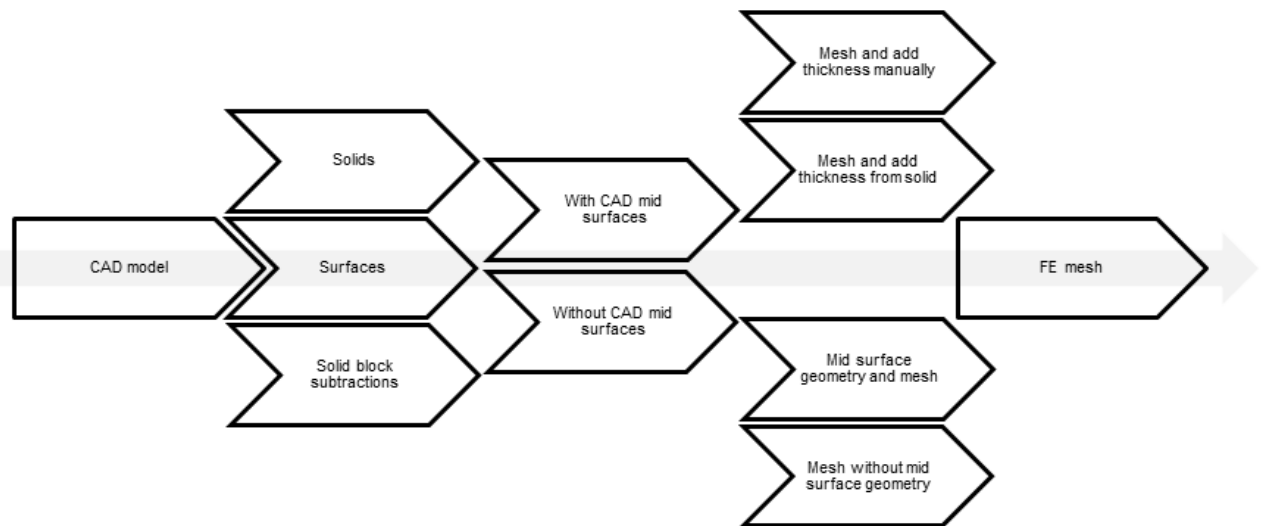 CAD model
Solids
Surfaces
Solid block
subtractions
With CAD mid
surfaces
Without CAD mid
surfaces
Mesh and add
thickness manually
Mesh and add
thickness from solid
Mid surface
geometry and mesh
Mesh without mid
surface geometry
FE mesh